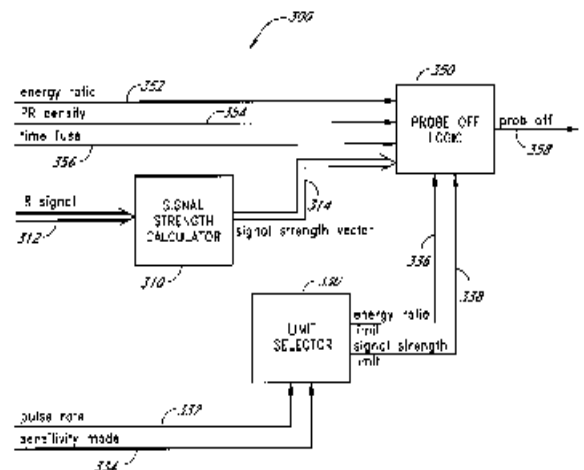 300
energy ratio
352
350
PR density
354
PROBE OFF
LOGIC
prob off
358
time fuse
356
IR signal
312
SIGNAL
STRENGTH
CALCULATOR
314
signal strength vector
310
336
338
330
energy ratio
limit
LIMIT
SELECTOR
signal strength
limit
pulse rate
332
sensitivity mode
334